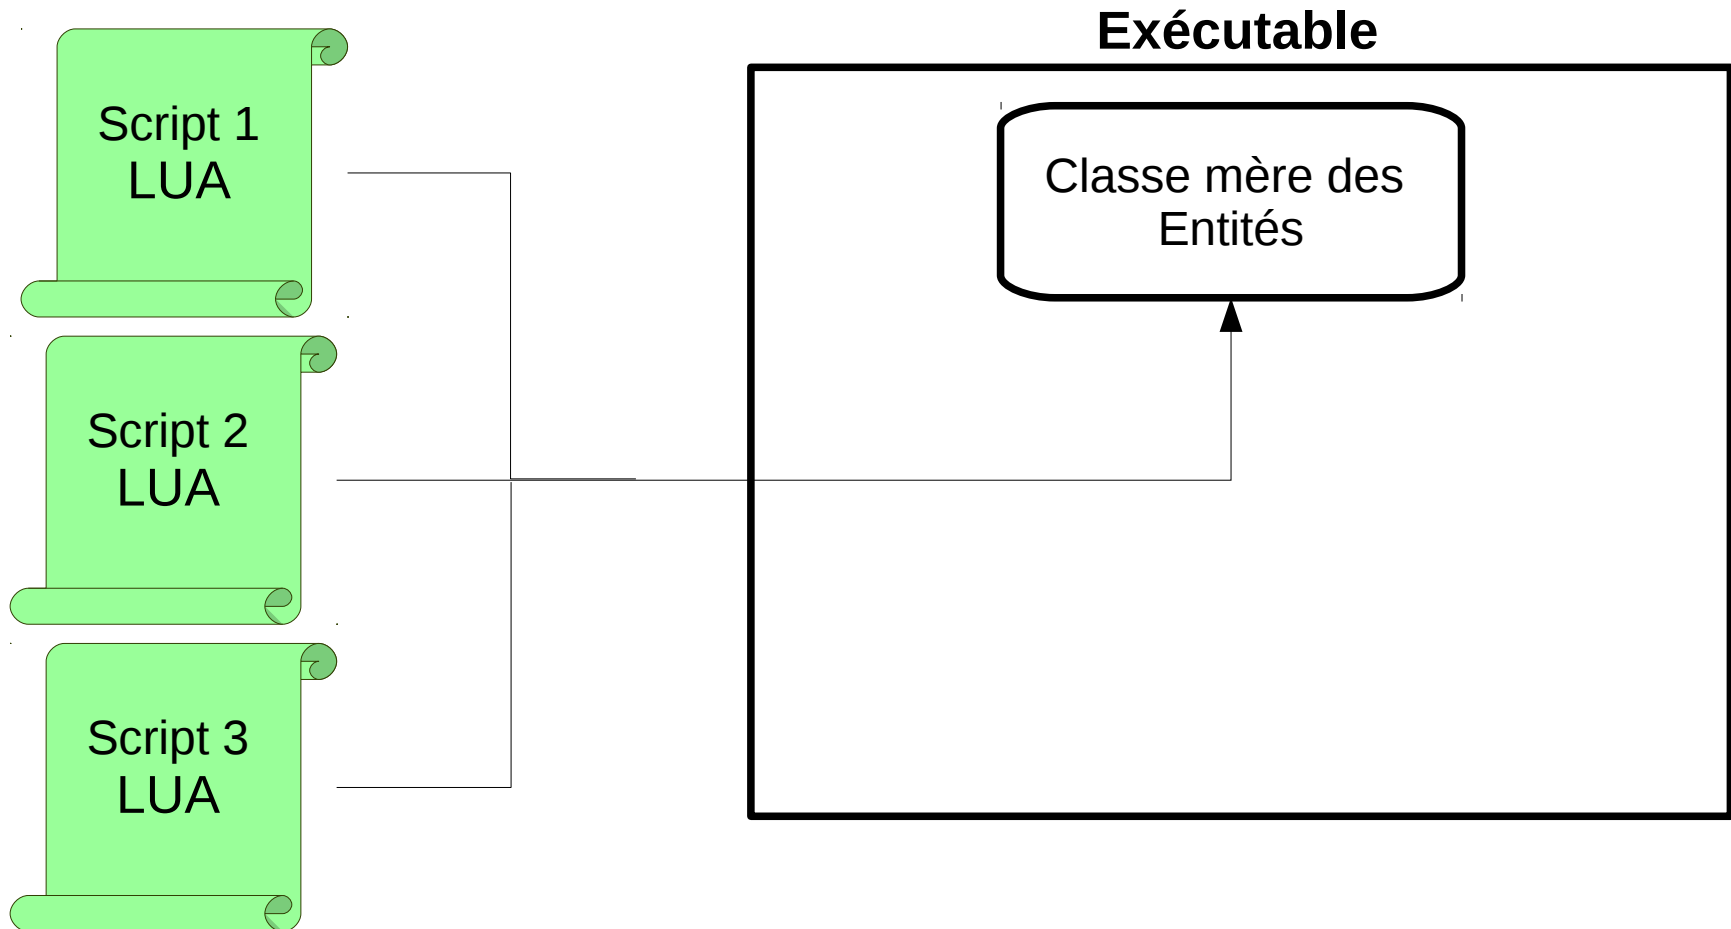 Exécutable
Script 1
LUA
Classe mère des
Entités
Script 2
LUA
Script 3
LUA